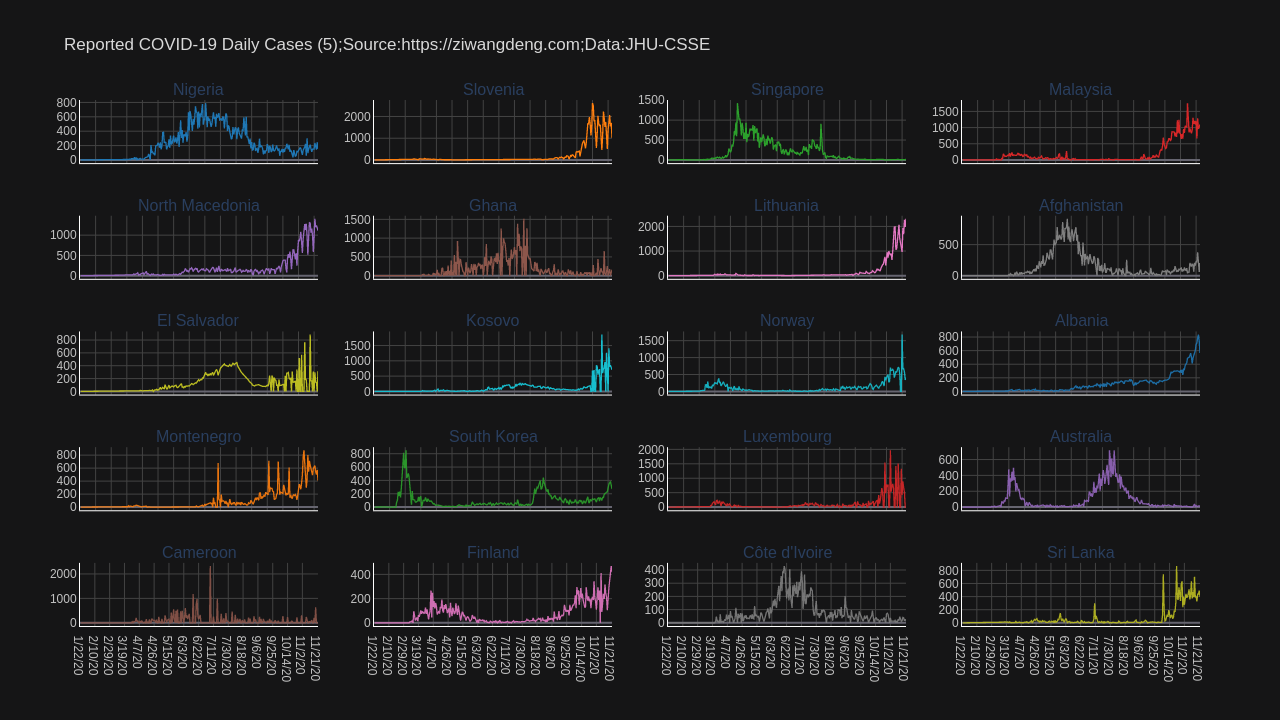 Reported COVID-19 Daily Cases (5);Source:https://ziwangdeng.com;Data:JHU-CSSE
Nigeria Slovenia Singapore Malaysia
800 600 400 200 0
2000 1000 0
1500 1000 500 0
1500 1000 500 0
North Macedonia Ghana Lithuania Afghanistan
1000 500 0
1500 1000 500 0
2000 1000 0
500 0
El Salvador Kosovo Norway Albania
800 600 400 200 0
1500 1000 500 0
1500 1000 500 0
800 600 400 200 0
Montenegro South Korea Luxembourg Australia
800 600 400 200 0
800 600 400 200 0
2000 1500 1000 500 0
600 400 200 0
Cameroon Finland Côte d'Ivoire Sri Lanka
2000 1000 0
400 200 0
400 300 200 100 0
800 600 400 200 0
1/22/20 2/10/20 2/29/20 3/19/20 4/7/20 4/26/20 5/15/20 6/3/20 6/22/20 7/11/20 7/30/20 8/18/20 9/6/20 9/25/20 10/14/20 11/2/20 11/21/20
1/22/20 2/10/20 2/29/20 3/19/20 4/7/20 4/26/20 5/15/20 6/3/20 6/22/20 7/11/20 7/30/20 8/18/20 9/6/20 9/25/20 10/14/20 11/2/20 11/21/20
1/22/20 2/10/20 2/29/20 3/19/20 4/7/20 4/26/20 5/15/20 6/3/20 6/22/20 7/11/20 7/30/20 8/18/20 9/6/20 9/25/20 10/14/20 11/2/20 11/21/20
1/22/20 2/10/20 2/29/20 3/19/20 4/7/20 4/26/20 5/15/20 6/3/20 6/22/20 7/11/20 7/30/20 8/18/20 9/6/20 9/25/20 10/14/20 11/2/20 11/21/20